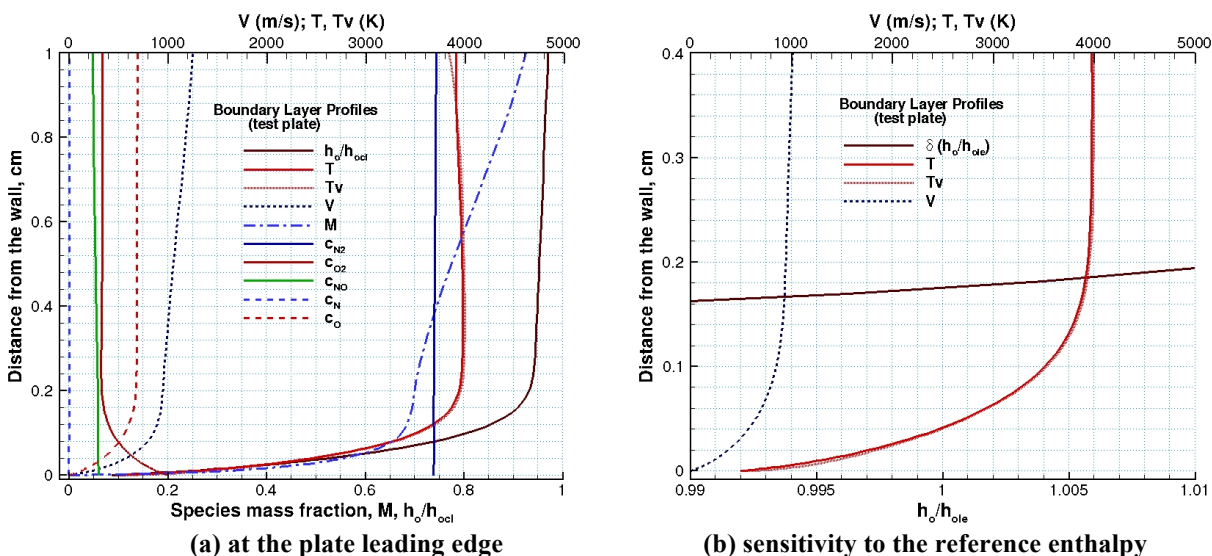 V (m/s); T, Tv (K)
0 1000 2000 3000 4000 5000
1
0.8
0.6
0.4
0.2
0
Distance from the wall, cm
Boundary Layer Profiles
(test plate)
h_o/h_ocl
T
Tv
V
M
c_N2
c_O2
c_NO
c_N
c_O
0 0.2 0.4 0.6 0.8 1
Species mass fraction, M, h_o/h_ocl
(a) at the plate leading edge
V (m/s); T, Tv (K)
0 1000 2000 3000 4000 5000
0.4
0.3
0.2
0.1
0
Distance from the wall, cm
Boundary Layer Profiles
(test plate)
δ (h_o/h_ole)
T
Tv
V
0.99 0.995 1 1.005 1.01
h_o/h_ole
(b) sensitivity to the reference enthalpy